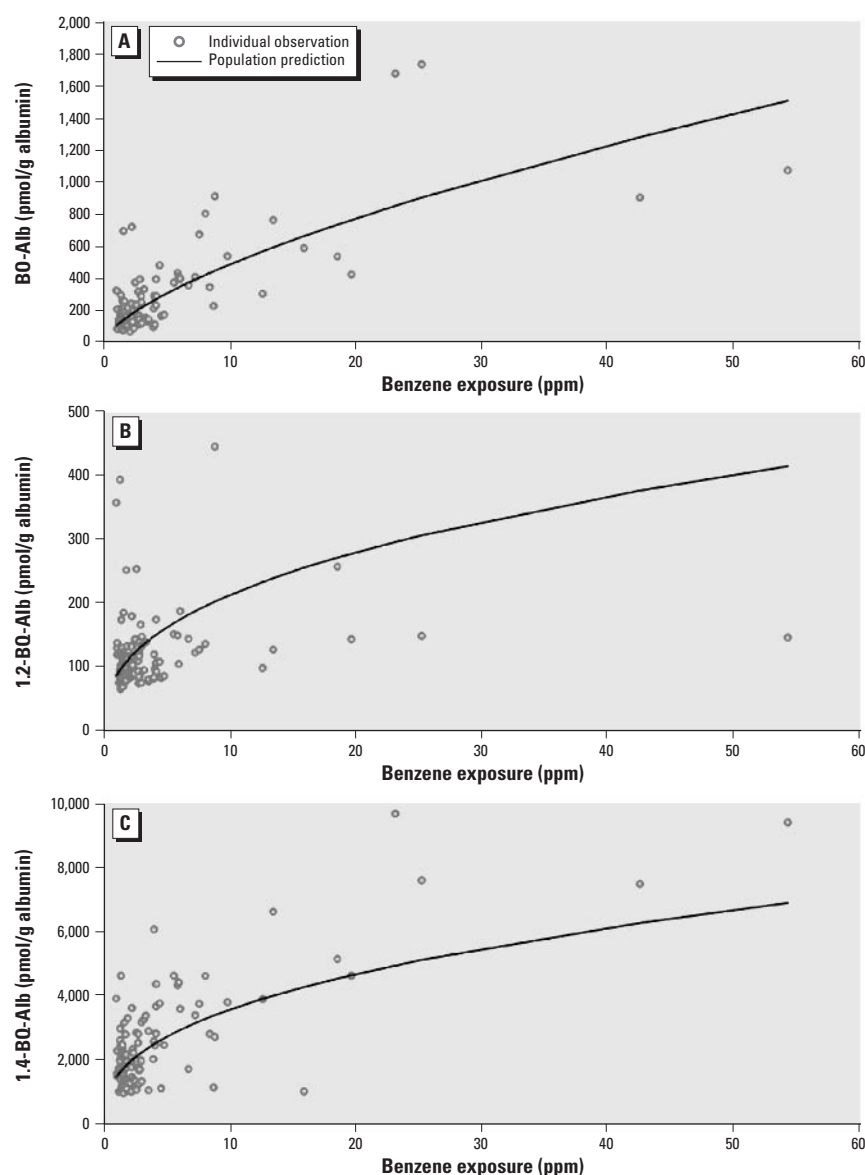 A
Individual observation
Population prediction
BO-Alb (pmol/g albumin)
2,000
1,800
1,600
1,400
1,200
1,000
800
600
400
200
0
0 10 20 30 40 50 60
Benzene exposure (ppm)
B
1.2-BQ-Alb (pmol/g albumin)
500
400
300
200
100
0
0 10 20 30 40 50 60
Benzene exposure (ppm)
C
1.4-BQ-Alb (pmol/g albumin)
10,000
8,000
6,000
4,000
2,000
0
0 10 20 30 40 50 60
Benzene exposure (ppm)